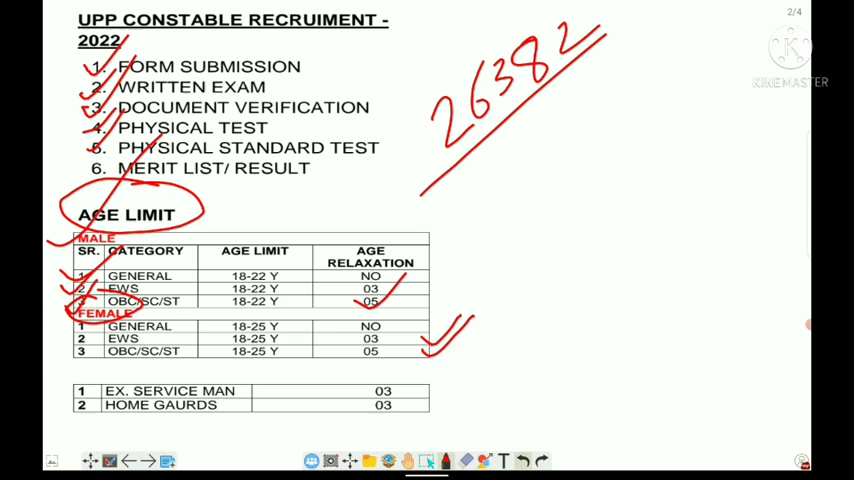 2/4
UPP CONSTABLE RECRUIMENT -
2022
1. FORM SUBMISSION
2. WRITTEN EXAM
3. DOCUMENT VERIFICATION
4. PHYSICAL TEST
5. PHYSICAL STANDARD TEST
6. MERIT LIST/ RESULT
26382
KINEMASTER
AGE LIMIT
MALE
SR. CATEGORY AGE LIMIT AGE RELAXATION
1 GENERAL 18-22 Y NO
2 EWS 18-22 Y 03
3 OBC/SC/ST 18-22 Y 05
FEMALE
1 GENERAL 18-25 Y NO
2 EWS 18-25 Y 03
3 OBC/SC/ST 18-25 Y 05
1 EX. SERVICE MAN 03
2 HOME GAURDS 03